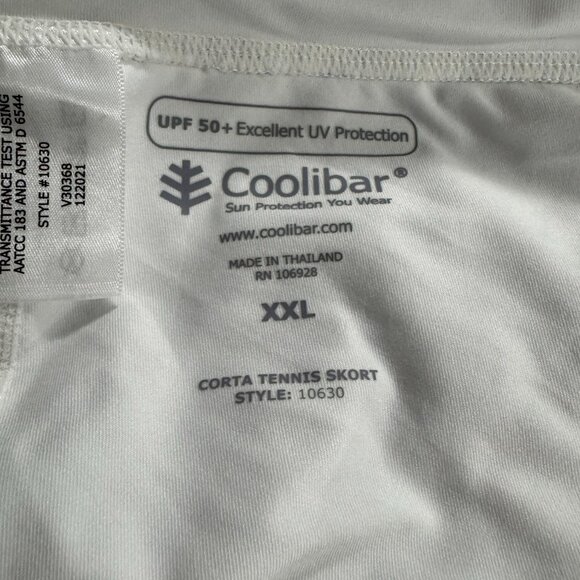 UPF 50+ Excellent UV Protection
Coolibar®
Sun Protection You Wear
www.coolibar.com
MADE IN THAILAND
RN 106928
XXL
CORTA TENNIS SKORT
STYLE: 10630
TRANSMITTANCE TEST USING
AATCC 183 AND ASTM D 6544
STYLE #10630
V30368
122021